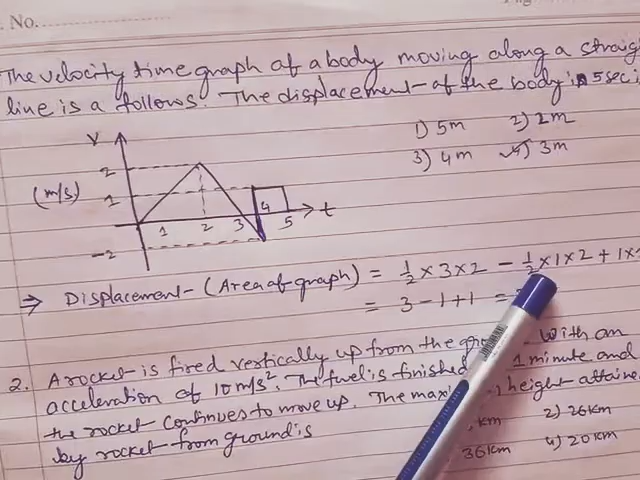 . No.
The velocity time graph of a body moving along a straig
line is a follows. The displacement of the body in 5 sec i
1) 5m 2) 2m
3) 4m 4) 3m
V
2
(m/s) 1
1 2 3 4 5 t
-2
⇒ Displacement - (Area of graph) = 1/2 × 3 × 2 - 1/2 × 1 × 2 + 1×
= 3 - 1 + 1 =
2. A rocket is fired vertically up from the with an
acceleration of 10 m/s². The fuel is finished 1 minute and
the rocket continues to move up. The maxi height attaine
by rocket from ground is km 2) 26 km
36 km 4) 20 km